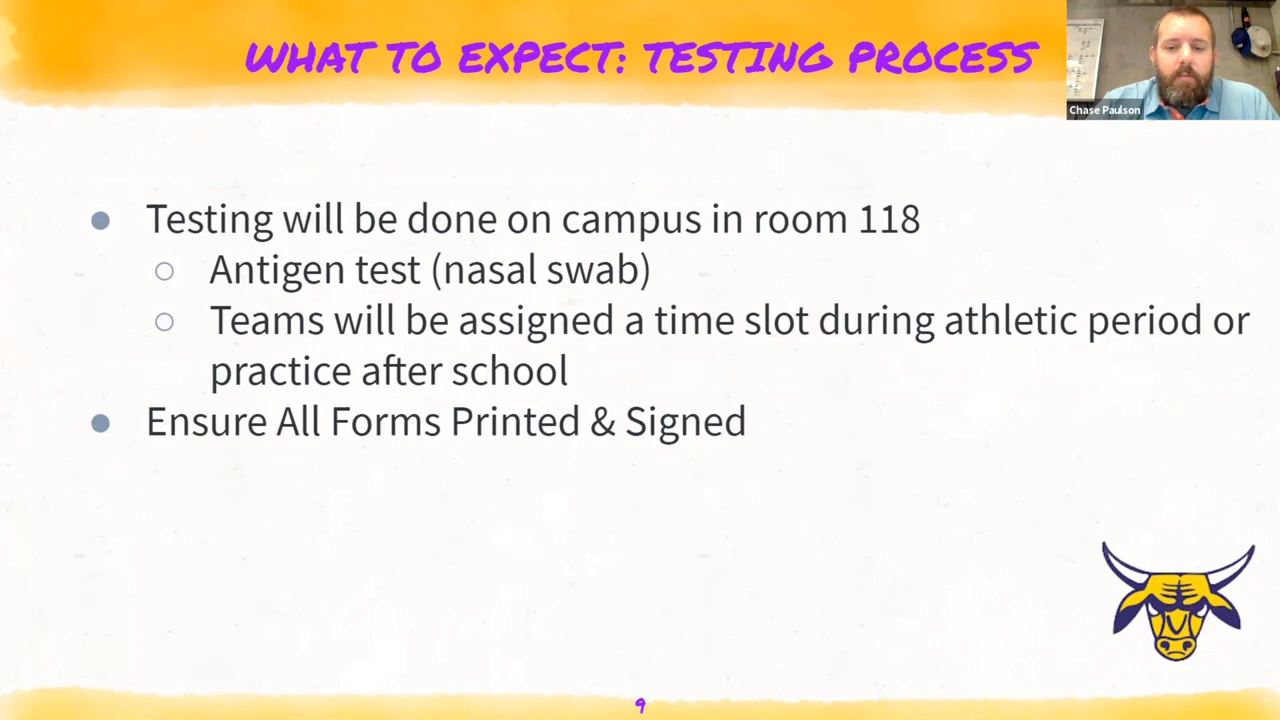 WHAT TO EXPECT: TESTING PROCESS
Chase Paulson
● Testing will be done on campus in room 118
○ Antigen test (nasal swab)
○ Teams will be assigned a time slot during athletic period or
practice after school
● Ensure All Forms Printed & Signed
9